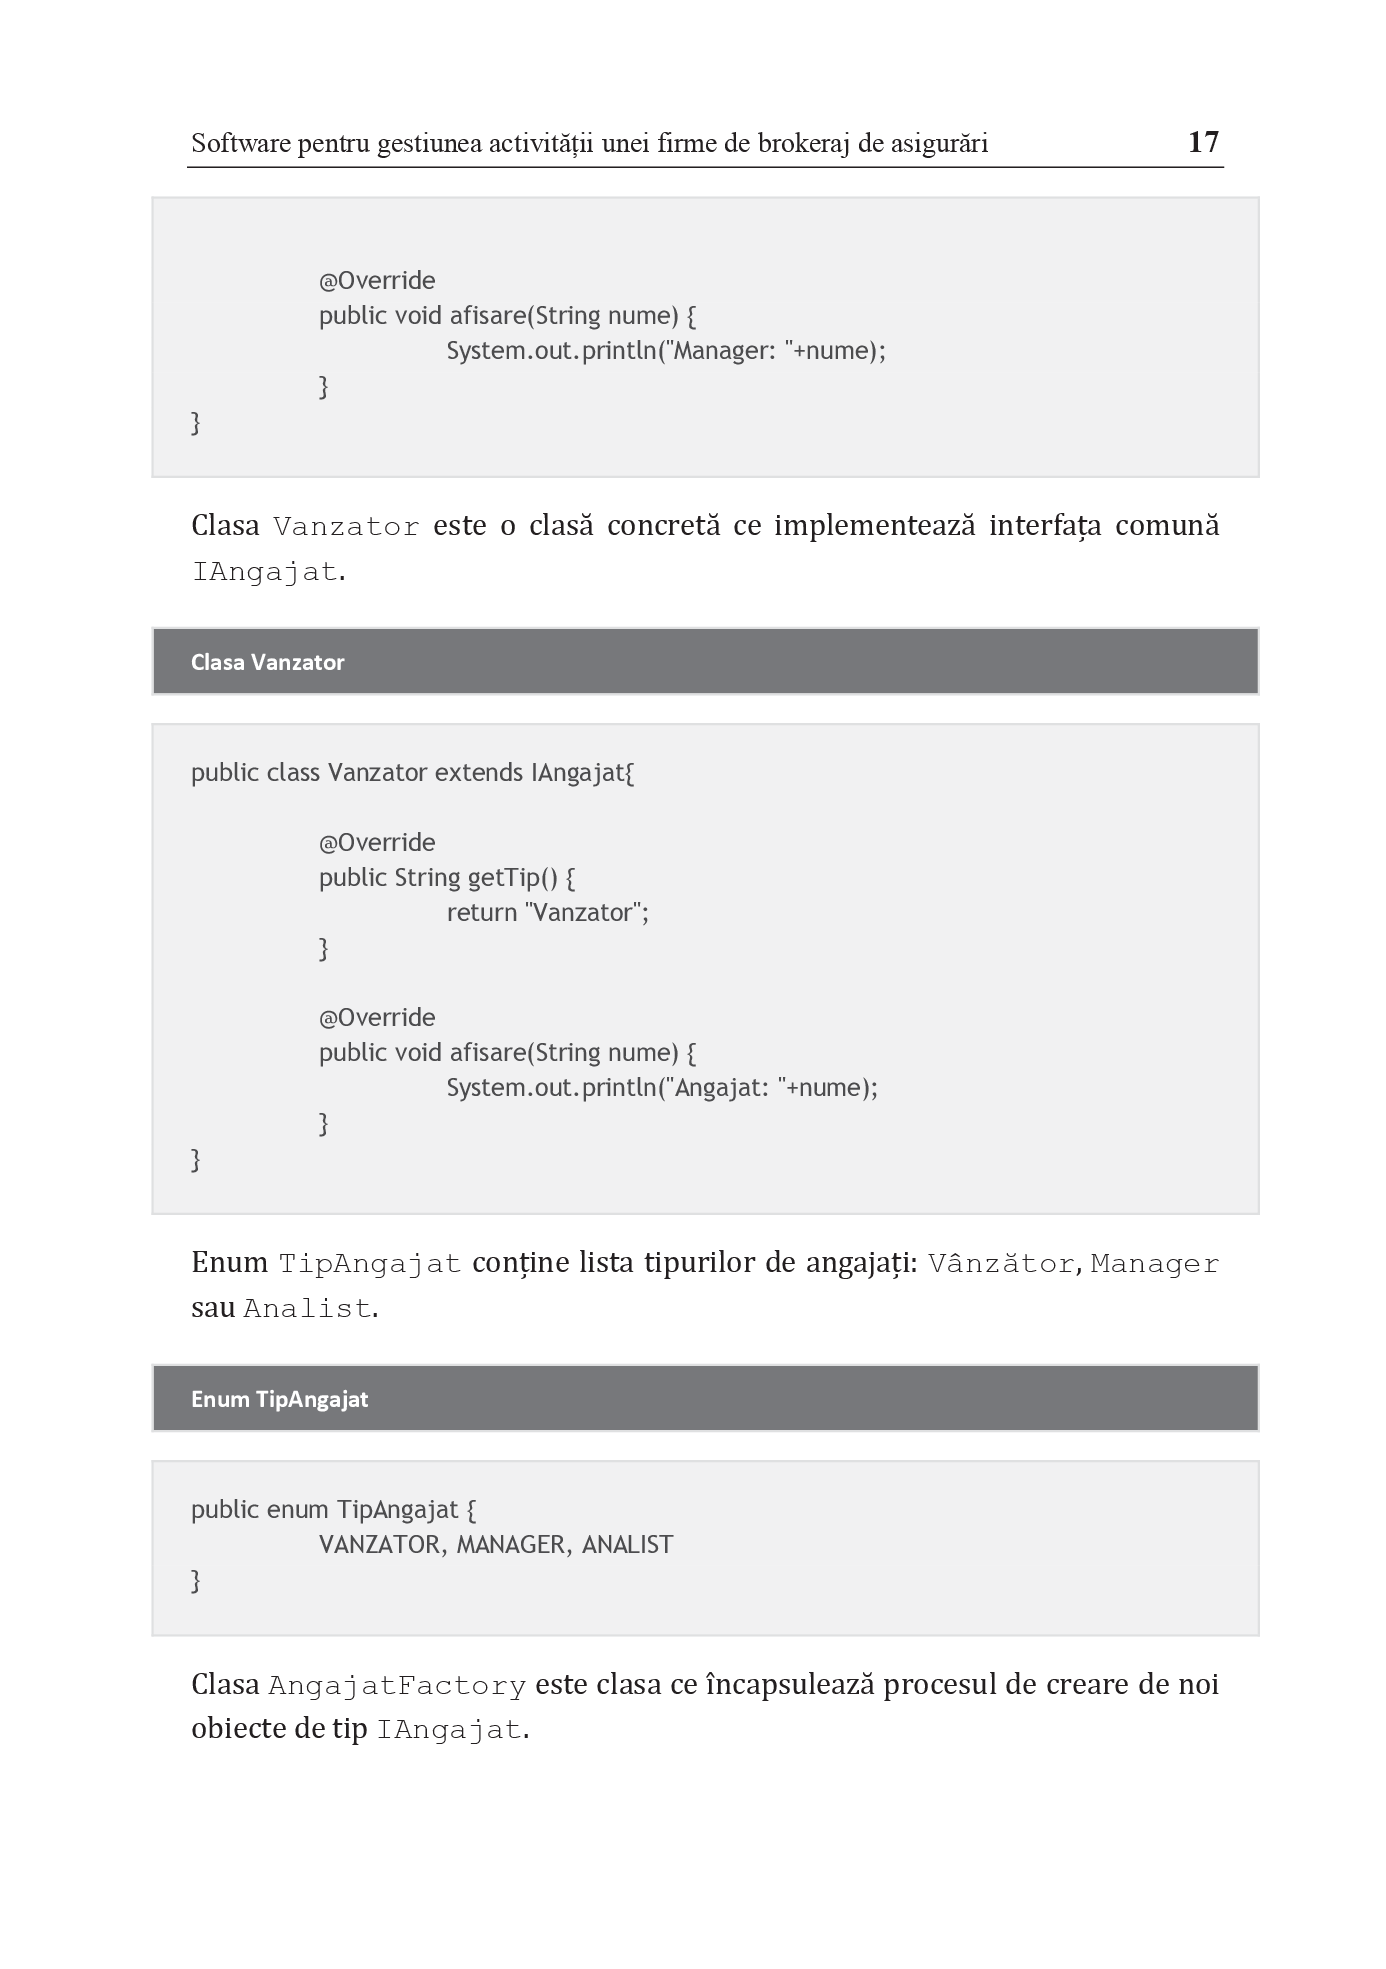 Software pentru gestiunea activității unei firme de brokeraj de asigurări 17
@Override
public void afisare(String nume) {
System.out.println("Manager: "+nume);
}
}
Clasa Vanzator este o clasă concretă ce implementează interfața comună
IAngajat.
Clasa Vanzator
public class Vanzator extends IAngajat{
@Override
public String getTip() {
return "Vanzator";
}
@Override
public void afisare(String nume) {
System.out.println("Angajat: "+nume);
}
}
Enum TipAngajat conține lista tipurilor de angajați: Vânzător, Manager
sau Analist.
Enum TipAngajat
public enum TipAngajat {
VANZATOR, MANAGER, ANALIST
}
Clasa AngajatFactory este clasa ce încapsulează procesul de creare de noi
obiecte de tip IAngajat.